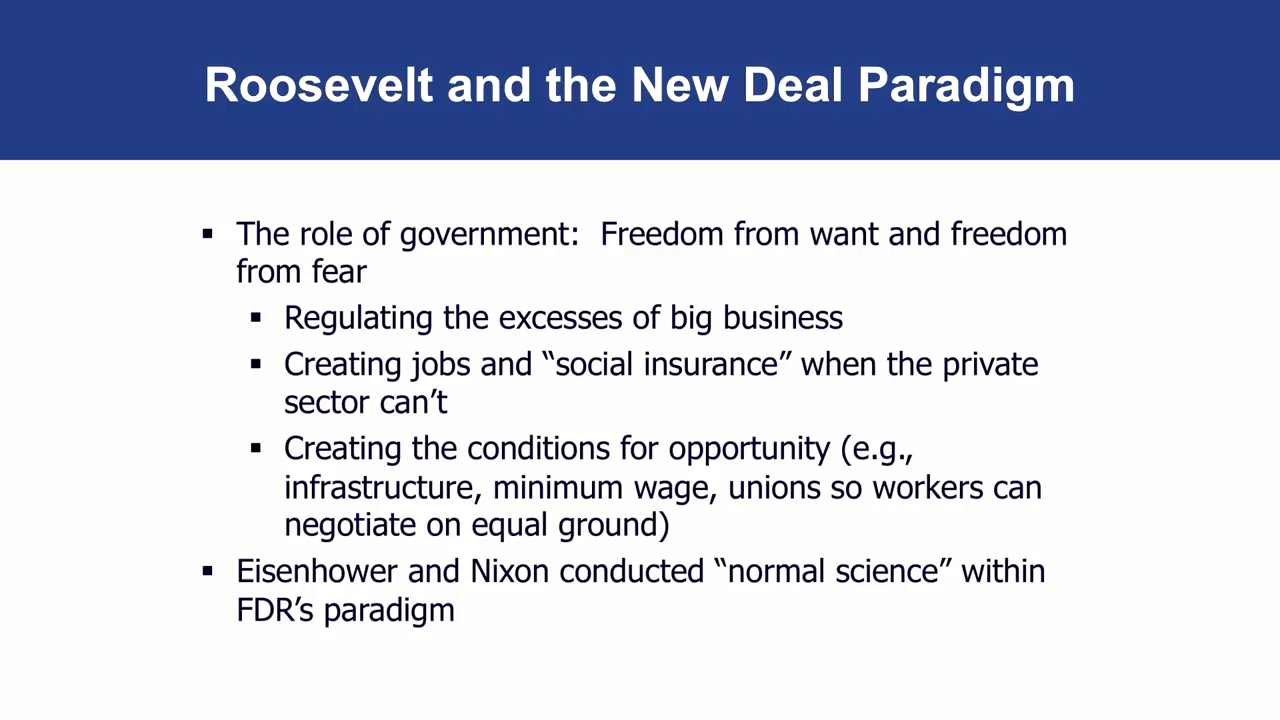 Roosevelt and the New Deal Paradigm
▪ The role of government:  Freedom from want and freedom
from fear
▪ Regulating the excesses of big business
▪ Creating jobs and “social insurance” when the private
sector can’t
▪ Creating the conditions for opportunity (e.g.,
infrastructure, minimum wage, unions so workers can
negotiate on equal ground)
▪ Eisenhower and Nixon conducted “normal science” within
FDR’s paradigm